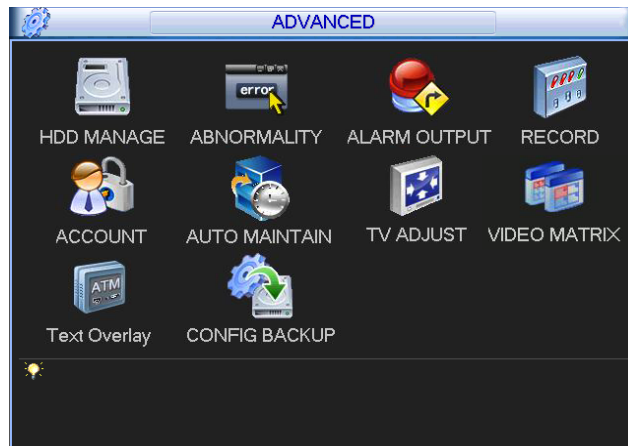 ADVANCED
error
HDD MANAGE ABNORMALITY ALARM OUTPUT RECORD
ACCOUNT AUTO MAINTAIN TV ADJUST VIDEO MATRIX
ATM
Text Overlay CONFIG BACKUP